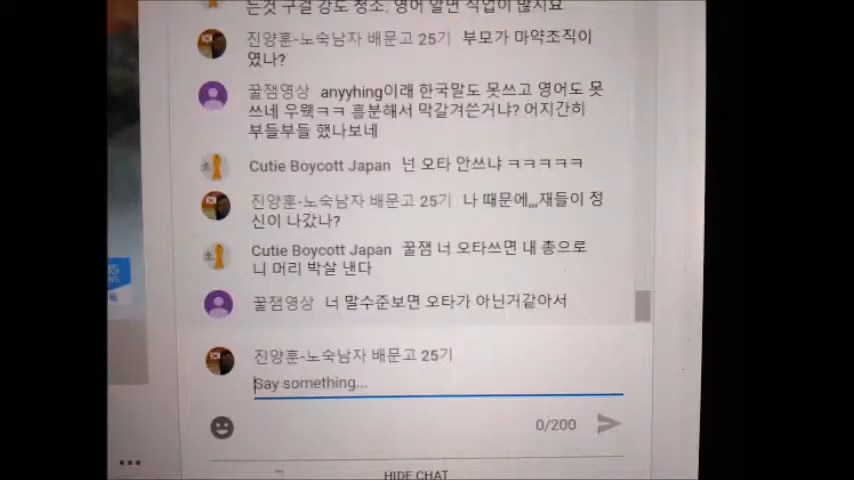 는것 구걸 강도 청소. 영어 알면 직업이 많지요
진양훈-노숙남자 배문고 25기 부모가 마약조직이
였나?
꿀잼영상 anyyhing이래 한국말도 못쓰고 영어도 못
쓰네 우웩ㅋㅋ 흥분해서 막갈겨쓴거냐? 어지간히
부들부들 했나보네
Cutie Boycott Japan 넌 오타 안쓰냐 ㅋㅋㅋㅋㅋ
진양훈-노숙남자 배문고 25기 나 때문에,,,재들이 정
신이 나갔나?
Cutie Boycott Japan 꿀잼 너 오타쓰면 내 총으로
니 머리 박살 낸다
꿀잼영상 너 말수준보면 오타가 아닌거같아서
진양훈-노숙남자 배문고 25기
Say something...
0/200
HIDE CHAT